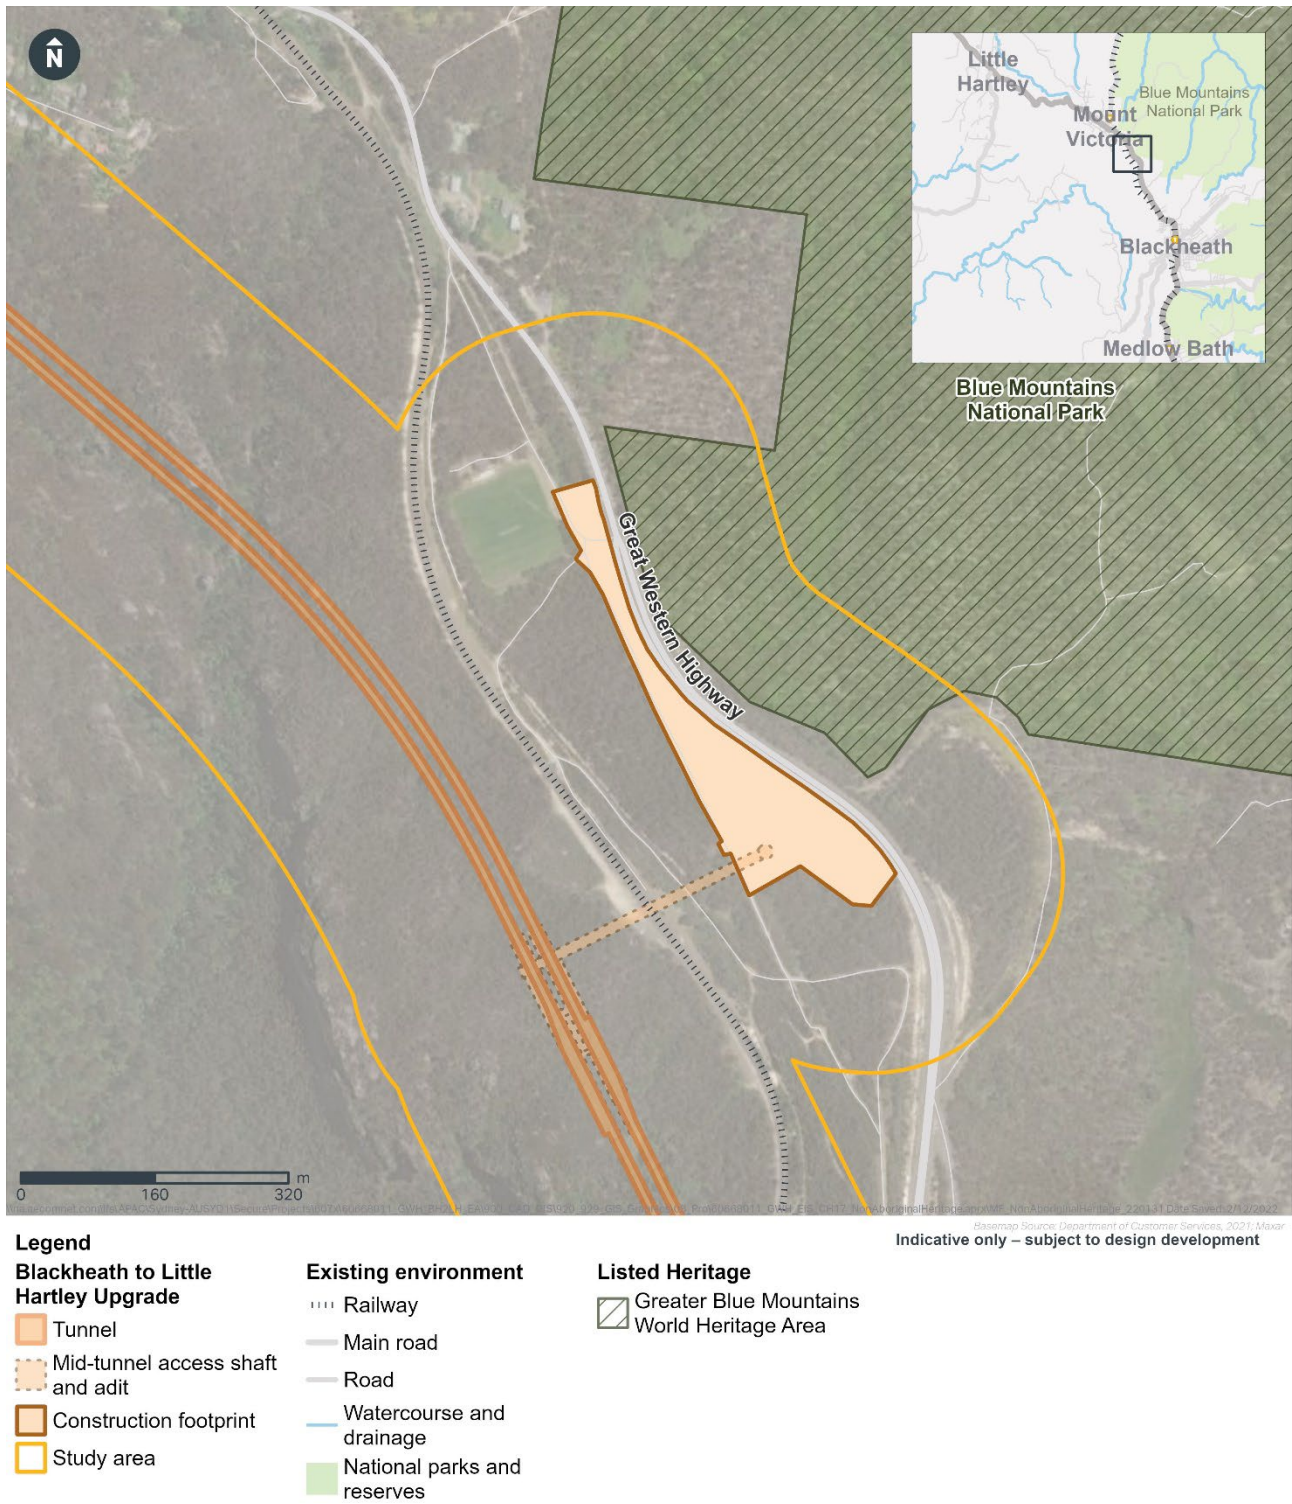 N
Little
Hartley
Blue Mountains
National Park
Mount
Victoria
Blackheath
Medlow Bath
Blue Mountains
National Park
Great Western Highway
0 160 320 m
Basemap Source: Department of Customer Services, 2021; Maxar
Indicative only – subject to design development
Legend
Blackheath to Little
Hartley Upgrade
Tunnel
Mid-tunnel access shaft
and adit
Construction footprint
Study area
Existing environment
Railway
Main road
Road
Watercourse and
drainage
National parks and
reserves
Listed Heritage
Greater Blue Mountains
World Heritage Area